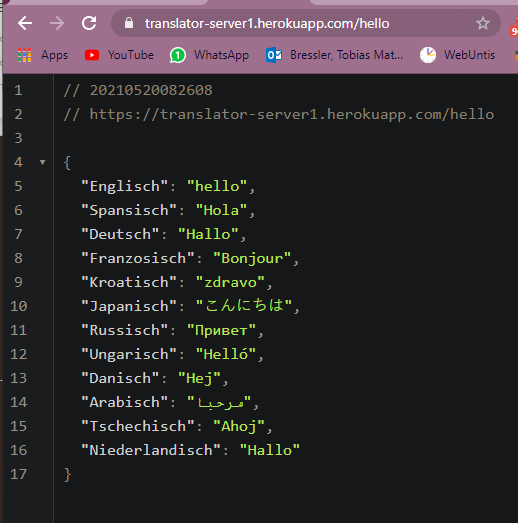 translator-server1.herokuapp.com/hello
Apps YouTube WhatsApp Bressler, Tobias Mat... WebUntis
1 // 20210520082608
2 // https://translator-server1.herokuapp.com/hello
3
4 {
5 "Englisch": "hello",
6 "Spansisch": "Hola",
7 "Deutsch": "Hallo",
8 "Franzosisch": "Bonjour",
9 "Kroatisch": "zdravo",
10 "Japanisch": "こんにちは",
11 "Russisch": "Привет",
12 "Ungarisch": "Helló",
13 "Danisch": "Hej",
14 "Arabisch": "مرحبا",
15 "Tschechisch": "Ahoj",
16 "Niederlandisch": "Hallo"
17 }